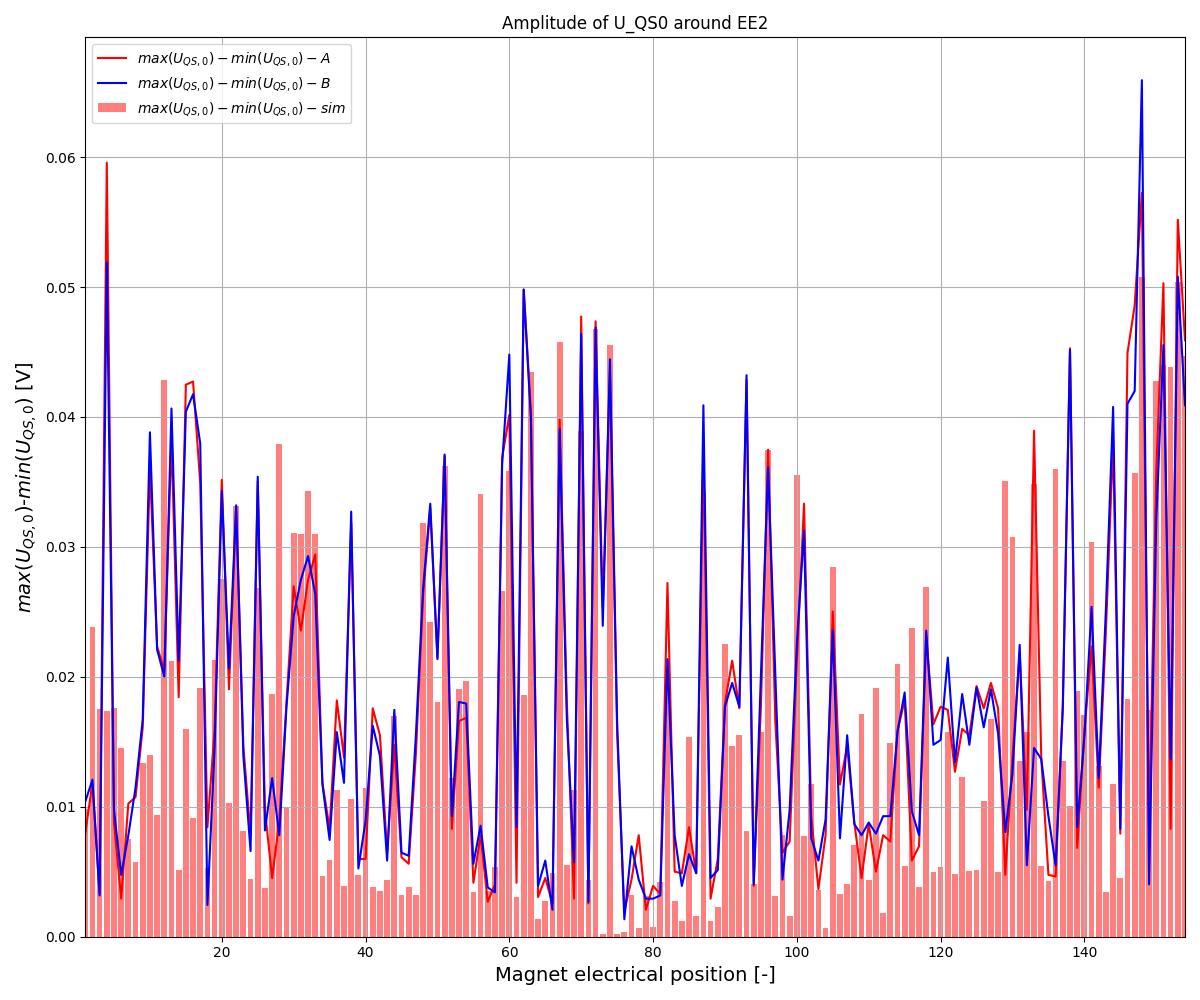 Amplitude of U_QS0 around EE2
max(U_QS,0) − min(U_QS,0) − A
max(U_QS,0) − min(U_QS,0) − B
max(U_QS,0) − min(U_QS,0) − sim
max(U_QS,0)-min(U_QS,0) [V]
0.06
0.05
0.04
0.03
0.02
0.01
0.00
20 40 60 80 100 120 140
Magnet electrical position [-]